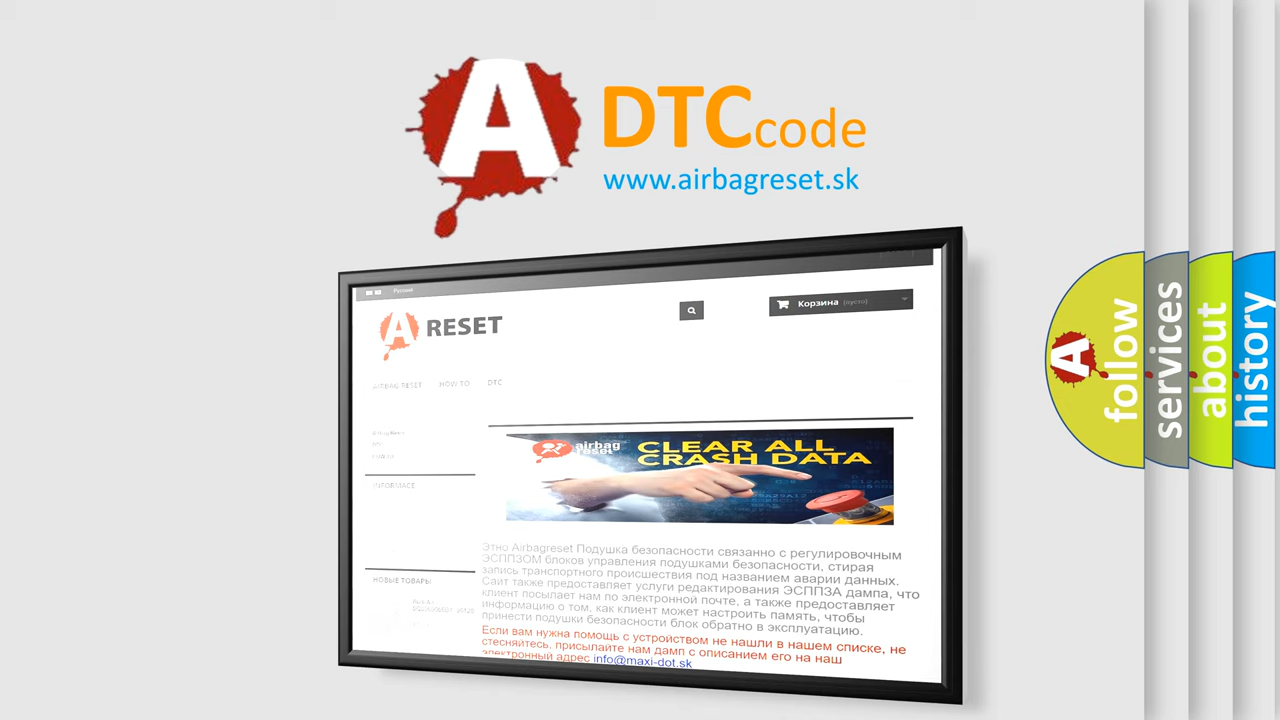 A
DTCcode
www.airbagreset.sk
Русский
A RESET
Корзина (пусто)
AIRBAG RESET HOW TO DTC
INFORMACE
airbag
reset
CLEAR ALL
CRASH DATA
Этно Airbagreset Подушка безопасности связанно с регулировочным
ЭСППЗОМ блоков управления подушками безопасности, стирая
запись транспортного происшествия под названием аварии данных.
Сайт также предоставляет услуги редактирования ЭСППЗА дампа, что
клиент посылает нам по электронной почте, а также предоставляет
информацию о том, как клиент может настроить память, чтобы
принести подушки безопасности блок обратно в эксплуатацию.
Если вам нужна помощь с устройством не нашли в нашем списке, не
стесняйтесь, присылайте нам дамп с описанием его на наш
электронный адрес info@maxi-dot.sk
НОВЫЕ ТОВАРЫ
A
follow
services
about
history